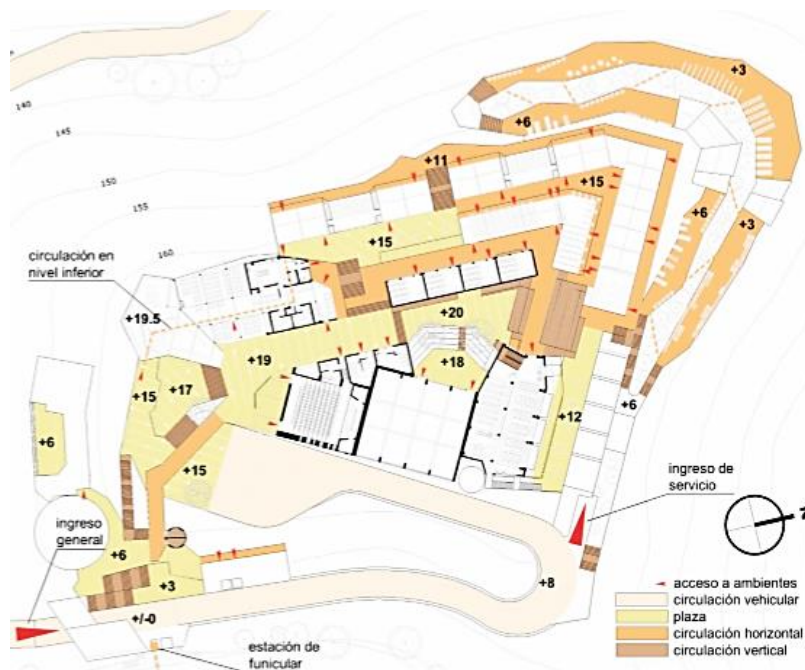 140
145
150
155
160
+3
+6
+11
+15
+6
+3
+15
circulación en
nivel inferior
+19.5
+20
+19
+18
+15
+17
+12
+6
+6
+15
ingreso de
servicio
ingreso
general
+6
+3
+8
+/-0
estación de
funicular
acceso a ambientes
circulación vehicular
plaza
circulación horizontal
circulación vertical